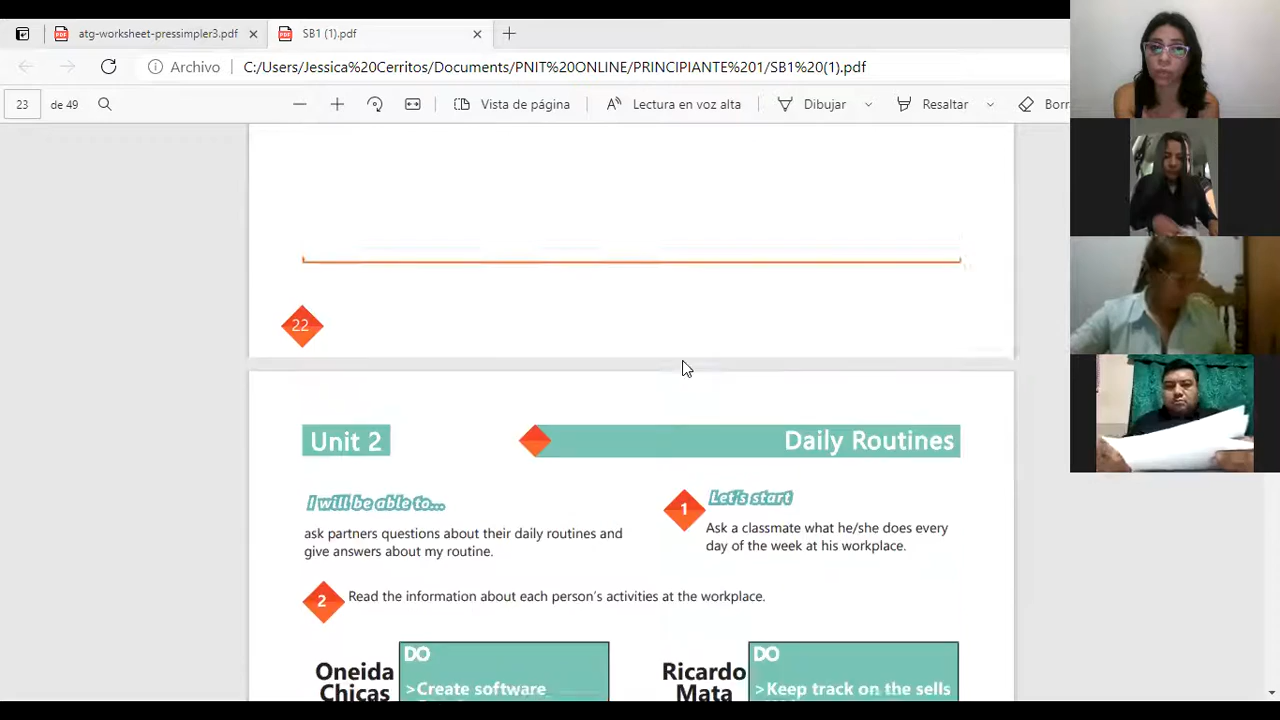 atg-worksheet-pressimpler3.pdf
SB1 (1).pdf
Archivo
C:/Users/Jessica%20Cerritos/Documents/PNIT%20ONLINE/PRINCIPIANTE%201/SB1%20(1).pdf
23 de 49
Vista de página
Lectura en voz alta
Dibujar
Resaltar
Borr
22
Unit 2
Daily Routines
I will be able to...
ask partners questions about their daily routines and
give answers about my routine.
1
Let's start
Ask a classmate what he/she does every
day of the week at his workplace.
2
Read the information about each person's activities at the workplace.
Oneida
Chicas
DO
>Create software
Ricardo
Mata
DO
>Keep track on the sells